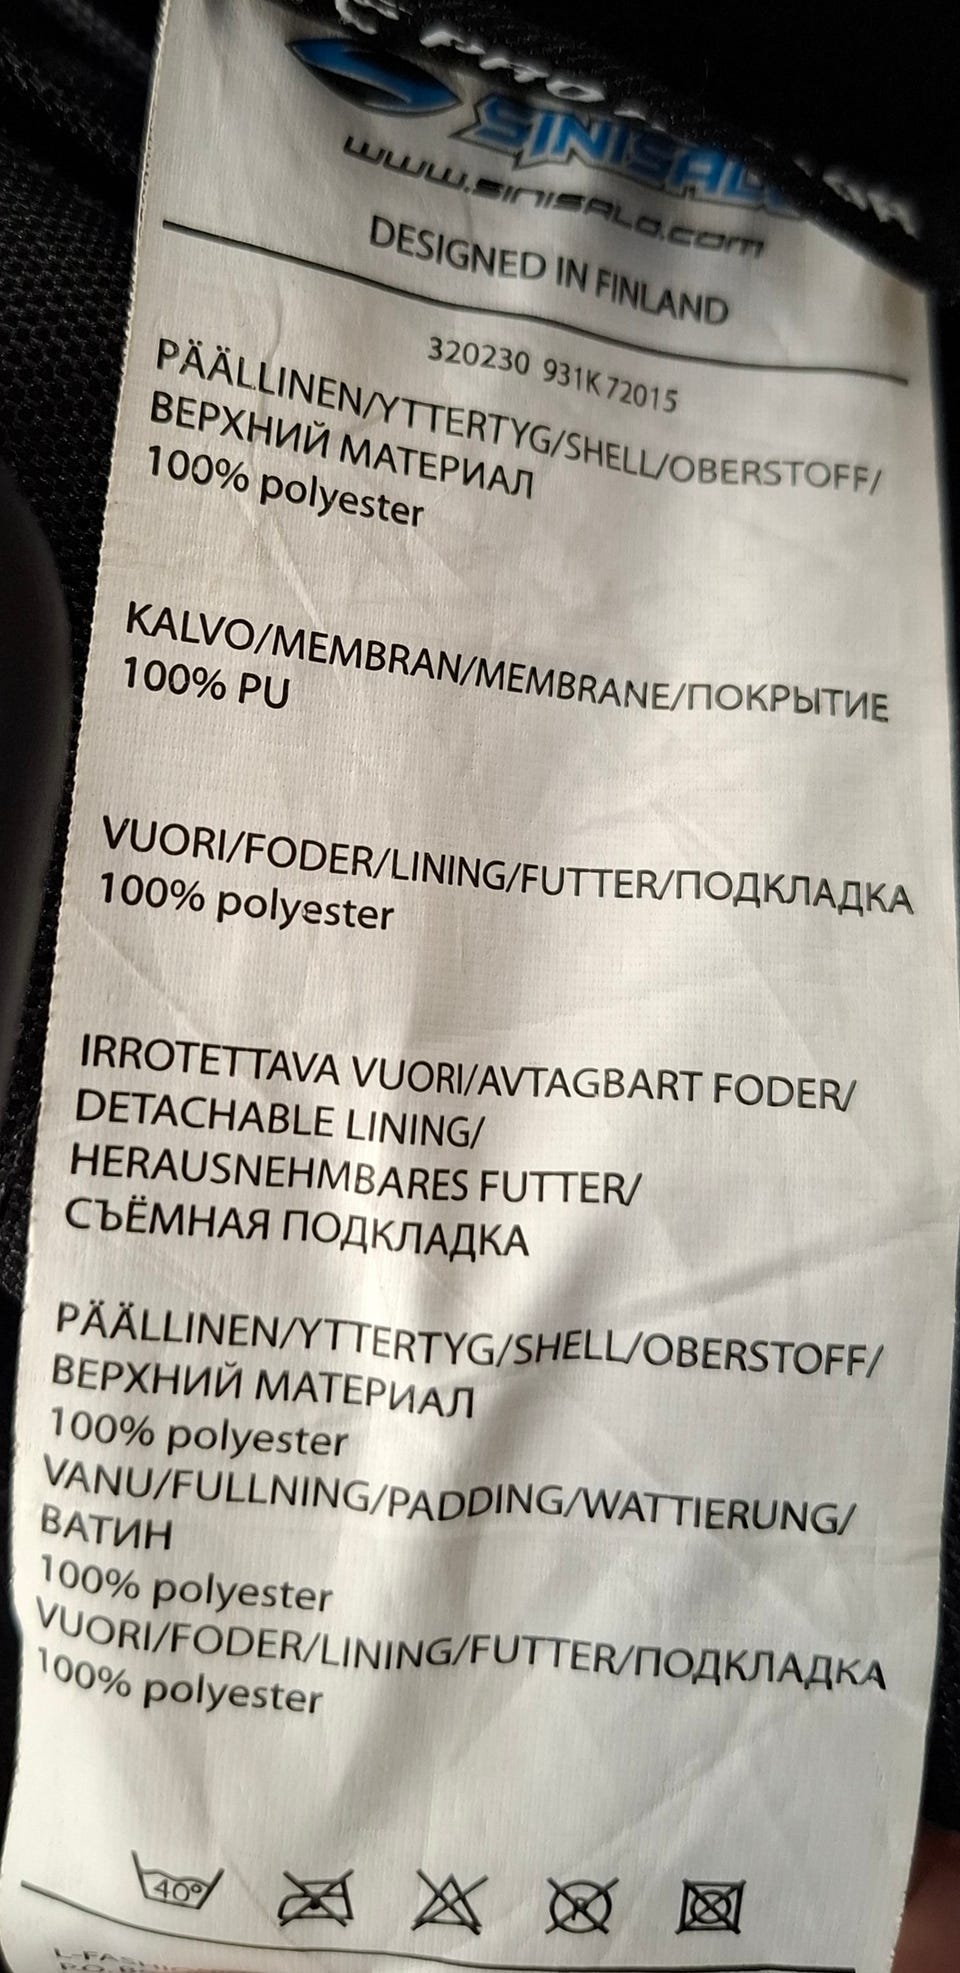 SINISALO
www.sinisalo.com
DESIGNED IN FINLAND
320230 931K72015
PÄÄLLINEN/YTTERTYG/SHELL/OBERSTOFF/
ВЕРХНИЙ МАТЕРИАЛ
100% polyester
KALVO/MEMBRAN/MEMBRANE/ПОКРЫТИЕ
100% PU
VUORI/FODER/LINING/FUTTER/ПОДКЛАДКА
100% polyester
IRROTETTAVA VUORI/AVTAGBART FODER/
DETACHABLE LINING/
HERAUSNEHMBARES FUTTER/
СЪЁМНАЯ ПОДКЛАДКА
PÄÄLLINEN/YTTERTYG/SHELL/OBERSTOFF/
ВЕРХНИЙ МАТЕРИАЛ
100% polyester
VANU/FULLNING/PADDING/WATTIERUNG/
ВАТИН
100% polyester
VUORI/FODER/LINING/FUTTER/ПОДКЛАДКА
100% polyester
40°